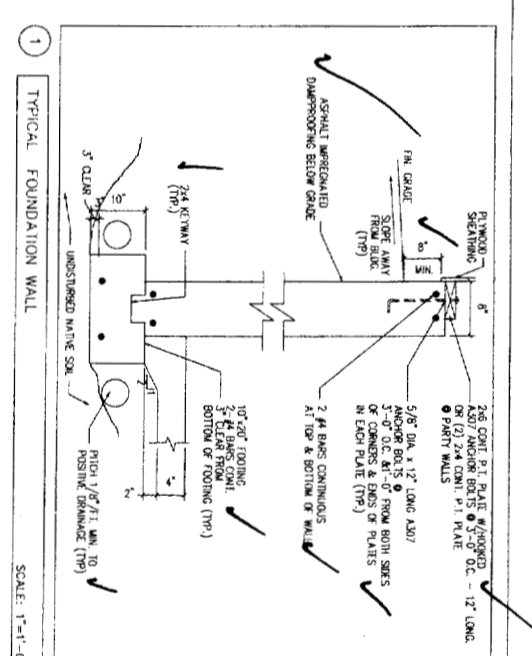 PLYWOOD
SHEATHING
8"
2x6 CONT. P.T. PLATE W/HOOKED
A307 ANCHOR BOLTS @ 3'-0" O.C. - 12" LONG.
OR (2) 2x4 CONT. P.T. PLATE
@ PARTY WALLS
FIN. GRADE
SLOPE AWAY
FROM BLDG.
(TYP)
8"
MIN.
5/8" DIA. x 12" LONG A307
ANCHOR BOLTS @
3'-0" O.C. &1'-0" FROM BOTH SIDES
OF CORNERS & ENDS OF PLATES
IN EACH PLATE (TYP.)
ASPHALT IMPREGNATED
DAMPPROOFING BELOW GRADE
2 #4 BARS CONTINUOUS
AT TOP & BOTTOM OF WALL
2x4 KEYWAY
(TYP.)
10"x20" FOOTING
2-#4 BARS CONT.
3" CLEAR FROM
BOTTOM OF FOOTING (TYP.)
10"
3" CLEAR
4"
2"
UNDISTURBED NATIVE SOIL
PITCH 1/8"/FT. MIN. TO
POSITIVE DRAINAGE (TYP)
1
TYPICAL FOUNDATION WALL
SCALE: 1"=1'-